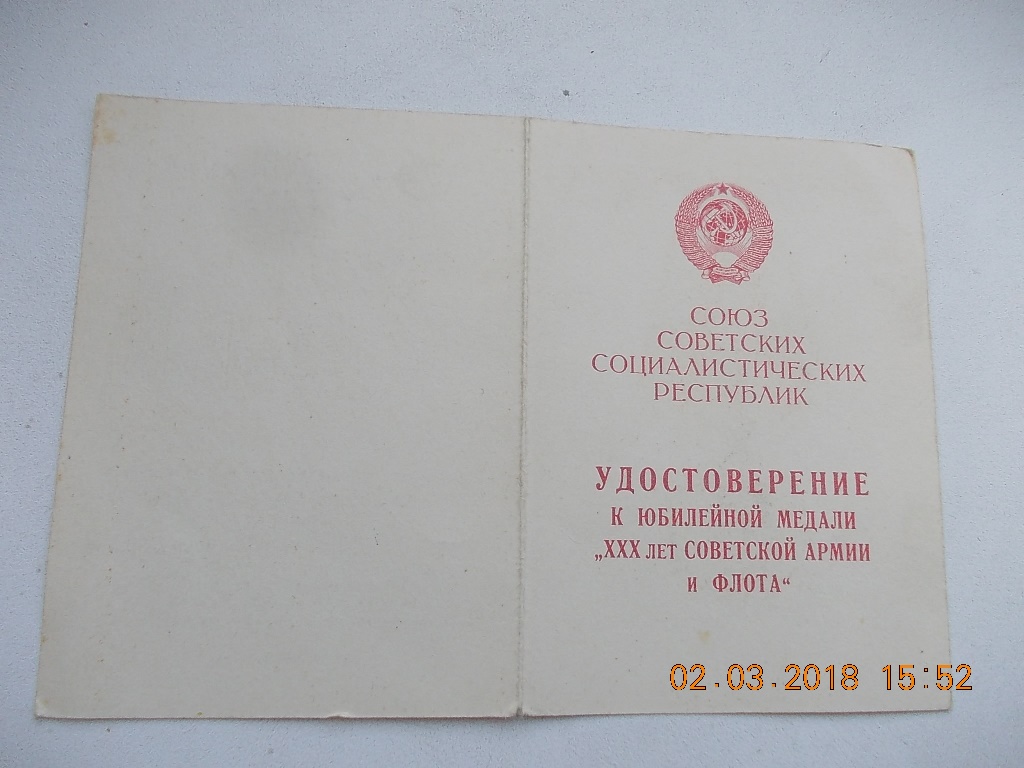 СОЮЗ
СОВЕТСКИХ
СОЦИАЛИСТИЧЕСКИХ
РЕСПУБЛИК
УДОСТОВЕРЕНИЕ
К ЮБИЛЕЙНОЙ МЕДАЛИ
„XXX ЛЕТ СОВЕТСКОЙ АРМИИ
И ФЛОТА“
02.03.2018 15:52